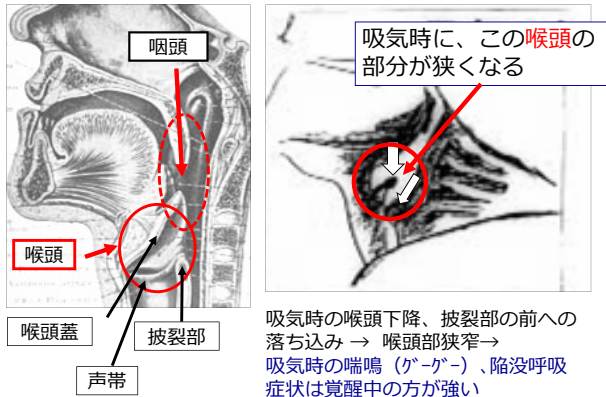 咽頭
喉頭
喉頭蓋
声帯
披裂部
吸気時に、この喉頭の
部分が狭くなる
吸気時の喉頭下降、披裂部の前への
落ち込み → 喉頭部狭窄→
吸気時の喘鳴（ｸﾞｰｸﾞｰ）､陥没呼吸
症状は覚醒中の方が強い